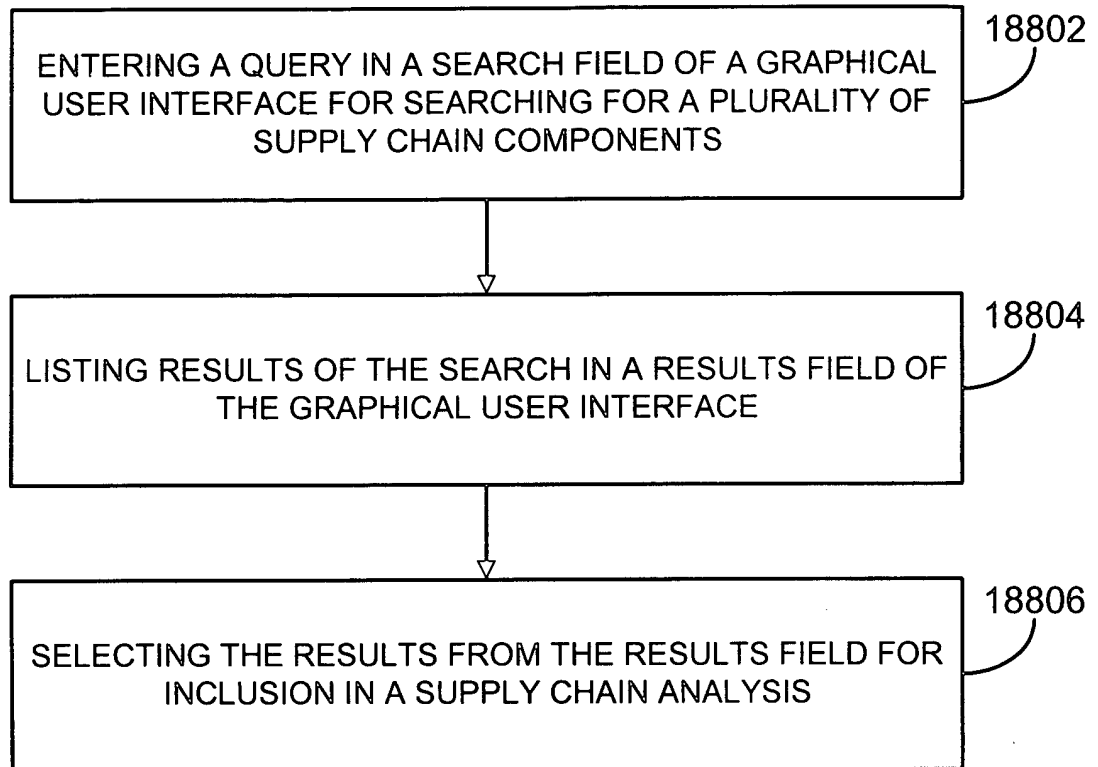 18802
ENTERING A QUERY IN A SEARCH FIELD OF A GRAPHICAL
USER INTERFACE FOR SEARCHING FOR A PLURALITY OF
SUPPLY CHAIN COMPONENTS
18804
LISTING RESULTS OF THE SEARCH IN A RESULTS FIELD OF
THE GRAPHICAL USER INTERFACE
18806
SELECTING THE RESULTS FROM THE RESULTS FIELD FOR
INCLUSION IN A SUPPLY CHAIN ANALYSIS